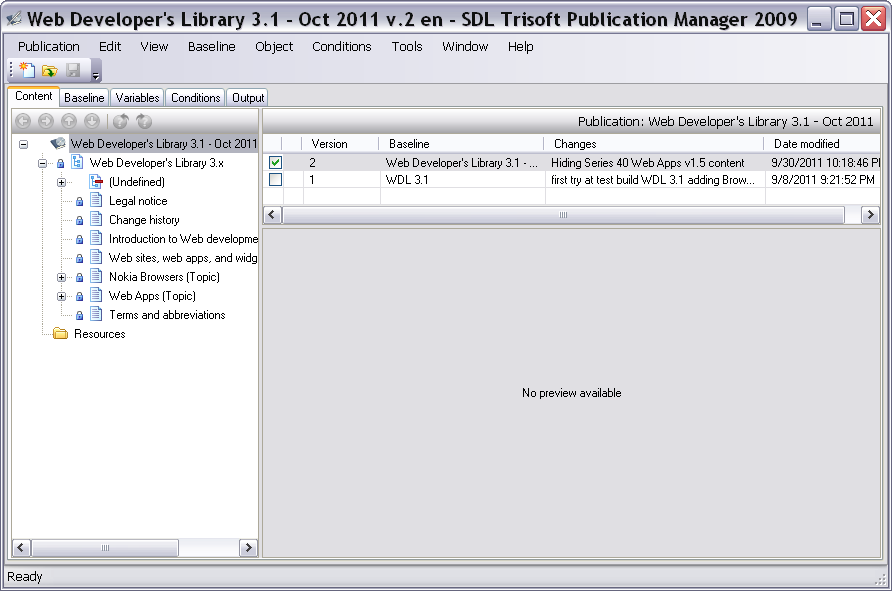 Web Developer's Library 3.1 - Oct 2011 v.2 en - SDL Trisoft Publication Manager 2009
Publication Edit View Baseline Object Conditions Tools Window Help
Content Baseline Variables Conditions Output
Publication: Web Developer's Library 3.1 - Oct 2011
Version Baseline Changes Date modified
2 Web Developer's Library 3.1 - ... Hiding Series 40 Web Apps v1.5 content 9/30/2011 10:18:46 P
1 WDL 3.1 first try at test build WDL 3.1 adding Brow... 9/8/2011 9:21:52 PM
Web Developer's Library 3.1 - Oct 2011
Web Developer's Library 3.x
(Undefined)
Legal notice
Change history
Introduction to Web developme
Web sites, web apps, and widg
Nokia Browsers (Topic)
Web Apps (Topic)
Terms and abbreviations
Resources
No preview available
Ready